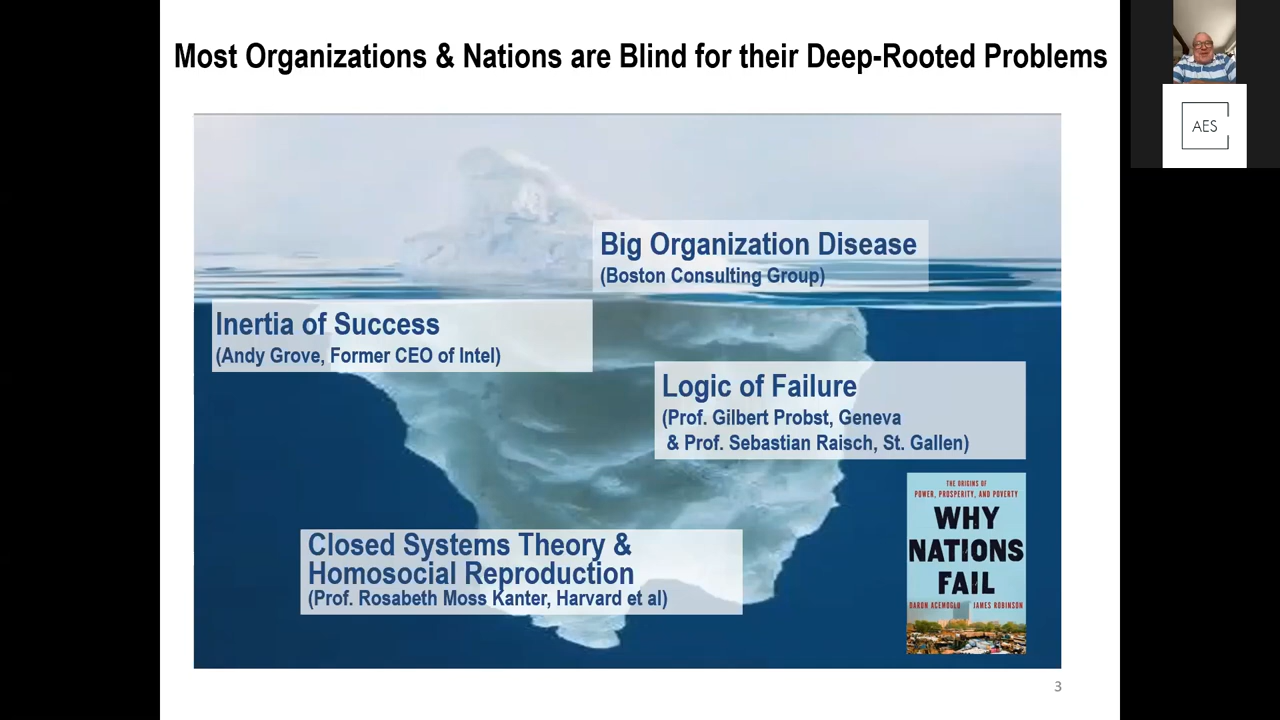 Most Organizations & Nations are Blind for their Deep-Rooted Problems
AES
Big Organization Disease
(Boston Consulting Group)
Inertia of Success
(Andy Grove, Former CEO of Intel)
Logic of Failure
(Prof. Gilbert Probst, Geneva
& Prof. Sebastian Raisch, St. Gallen)
Closed Systems Theory &
Homosocial Reproduction
(Prof. Rosabeth Moss Kanter, Harvard et al)
THE ORIGINS OF
POWER, PROSPERITY, AND POVERTY
WHY
NATIONS
FAIL
DARON ACEMOGLU JAMES ROBINSON
3